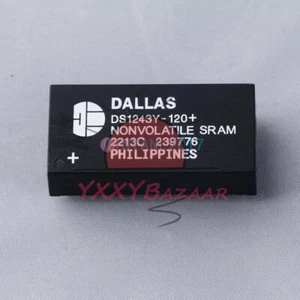 DALLAS
DS1243Y-120+
NONVOLATILE SRAM
2213C 239776
+ PHILIPPINES
YXXYBAZAAR